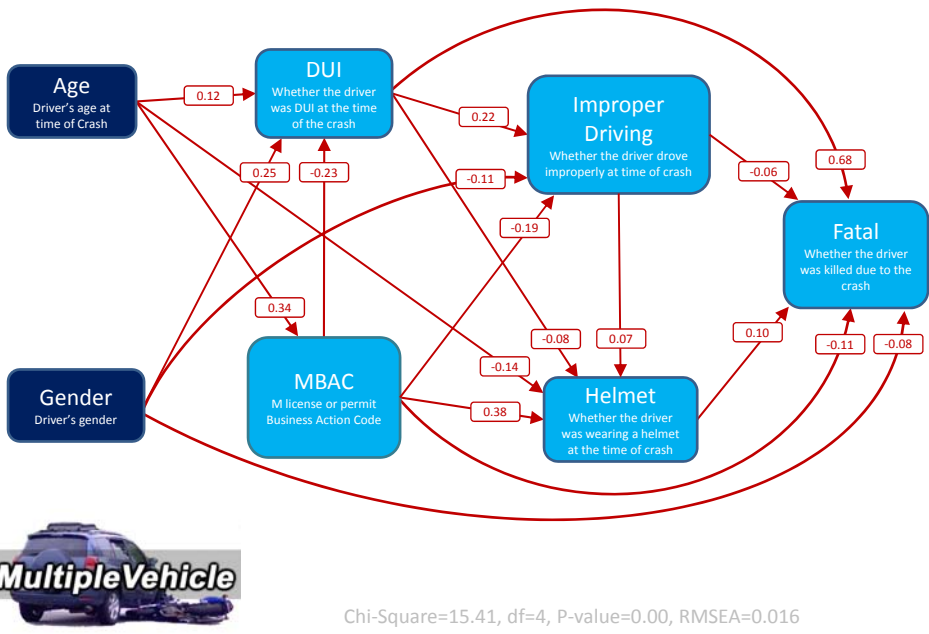 Age
Driver's age at
time of Crash
0.12
DUI
Whether the driver
was DUI at the time
of the crash
0.22
Improper
Driving
Whether the driver drove
improperly at time of crash
0.68
-0.06
0.25
-0.23
-0.11
-0.19
Fatal
Whether the driver
was killed due to the
crash
0.34
-0.08
0.07
0.10
-0.11
-0.08
-0.14
Gender
Driver's gender
MBAC
M license or permit
Business Action Code
0.38
Helmet
Whether the driver
was wearing a helmet
at the time of crash
MultipleVehicle
Chi-Square=15.41, df=4, P-value=0.00, RMSEA=0.016